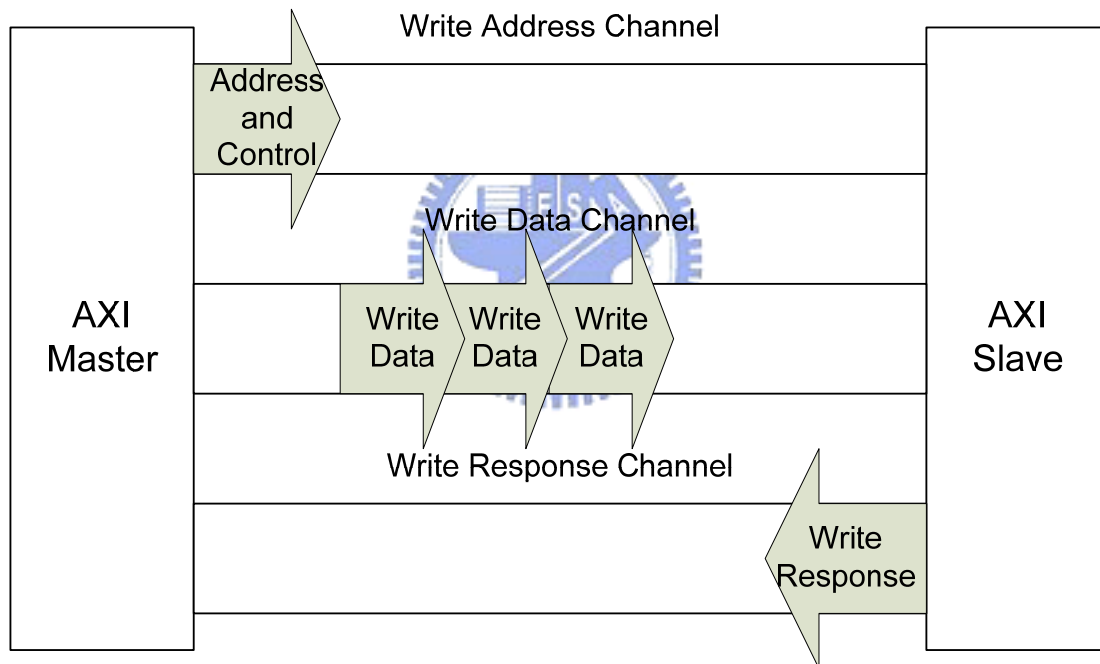 Write Address Channel
Address
and
Control
Write Data Channel
AXI
Master
Write
Data
Write
Data
Write
Data
AXI
Slave
Write Response Channel
Write
Response